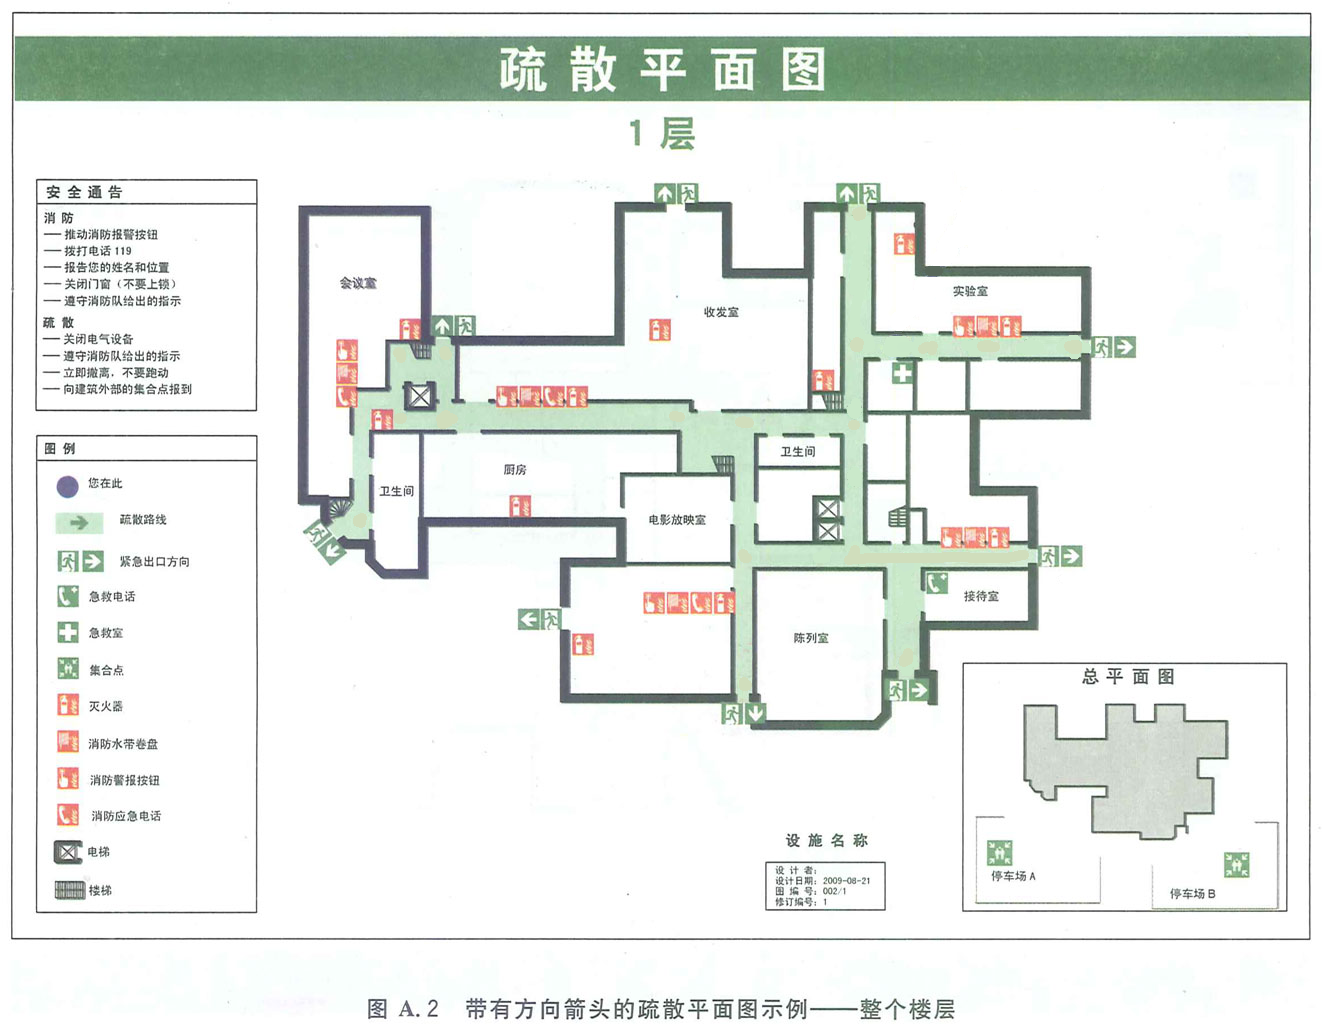 疏散平面图
1层
安全通告
消防
—推动消防报警按钮
—拨打电话119
—报告您的姓名和位置
—关闭门窗（不要上锁）
—遵守消防队给出的指示
疏散
—关闭电气设备
—遵守消防队给出的指示
—立即撤离，不要跑动
—向建筑外部的集合点报到
图例
您在此
疏散路线
紧急出口方向
急救电话
急救室
集合点
灭火器
消防水带卷盘
消防警报按钮
消防应急电话
电梯
楼梯
会议室
收发室
实验室
卫生间
厨房
卫生间
电影放映室
接待室
陈列室
总平面图
停车场A
停车场B
设施名称
设计者：
设计日期：2009-08-21
图编号：002/1
修订编号：1
图 A.2 带有方向箭头的疏散平面图示例——整个楼层